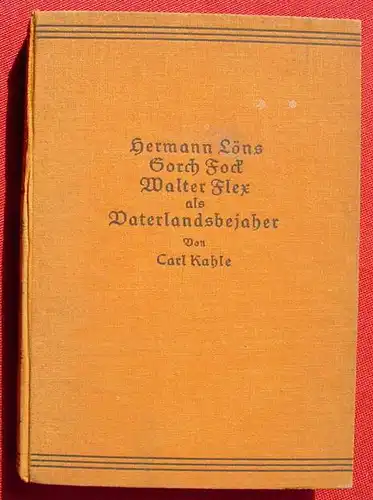 Hermann Löns
Gorch Fock
Walter Flex
als
Vaterlandsbejaher
Von
Carl Kahle